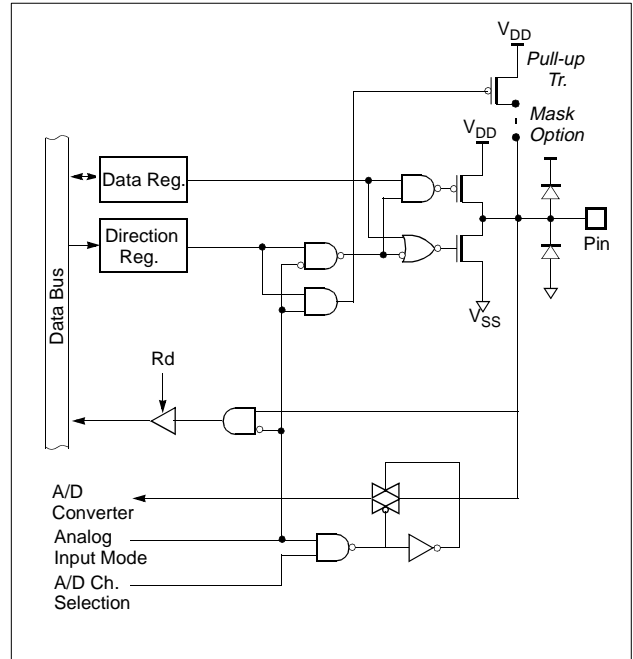 VDD
Pull-up
Tr.
Mask
Option
VDD
Data Reg.
Direction
Reg.
Pin
Data Bus
VSS
Rd
A/D
Converter
Analog
Input Mode
A/D Ch.
Selection